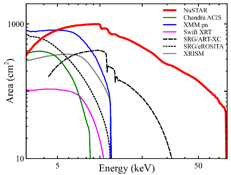 1000
NuSTAR
Chandra ACIS
XMM pn
Swift XRT
SRG/ART-XC
SRG/eROSITA
XRISM
100
10
Area (cm²)
5
10
50
Energy (keV)